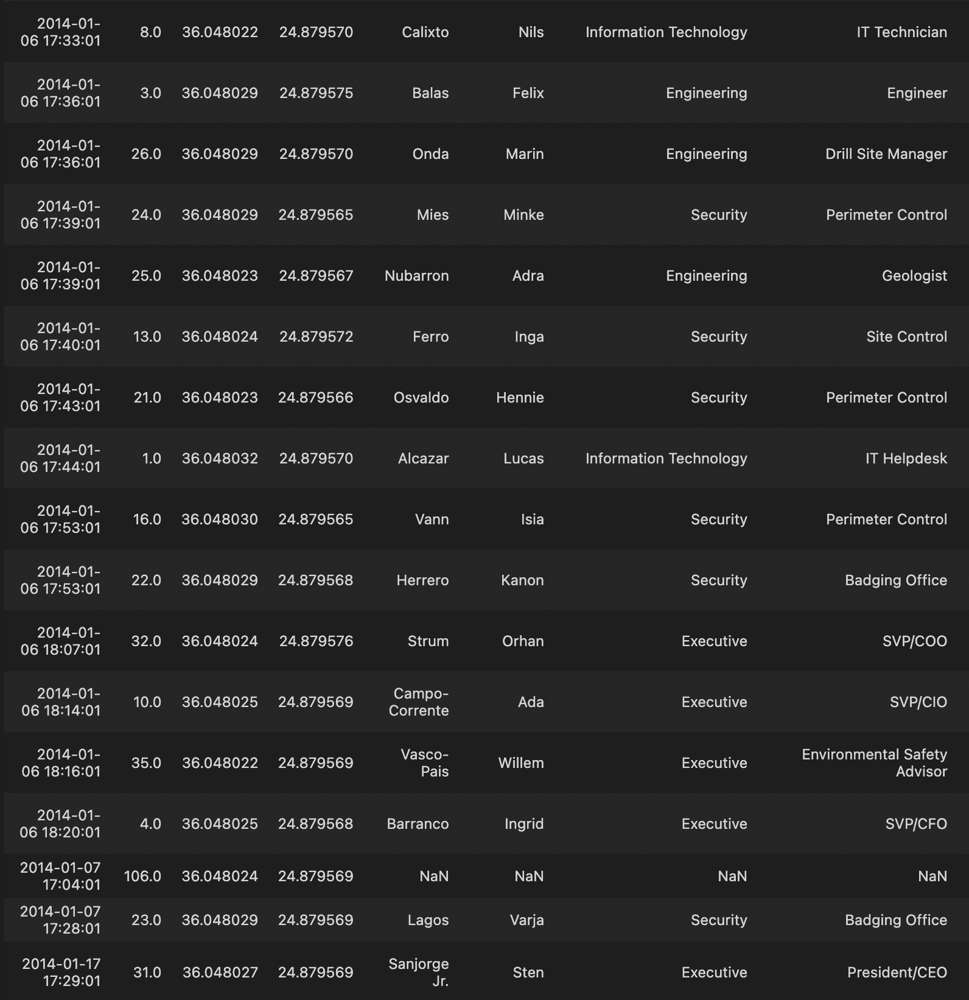 2014-01-
06 17:33:01 8.0 36.048022 24.879570 Calixto Nils Information Technology IT Technician
2014-01-
06 17:36:01 3.0 36.048029 24.879575 Balas Felix Engineering Engineer
2014-01-
06 17:36:01 26.0 36.048029 24.879570 Onda Marin Engineering Drill Site Manager
2014-01-
06 17:39:01 24.0 36.048029 24.879565 Mies Minke Security Perimeter Control
2014-01-
06 17:39:01 25.0 36.048023 24.879567 Nubarron Adra Engineering Geologist
2014-01-
06 17:40:01 13.0 36.048024 24.879572 Ferro Inga Security Site Control
2014-01-
06 17:43:01 21.0 36.048023 24.879566 Osvaldo Hennie Security Perimeter Control
2014-01-
06 17:44:01 1.0 36.048032 24.879570 Alcazar Lucas Information Technology IT Helpdesk
2014-01-
06 17:53:01 16.0 36.048030 24.879565 Vann Isia Security Perimeter Control
2014-01-
06 17:53:01 22.0 36.048029 24.879568 Herrero Kanon Security Badging Office
2014-01-
06 18:07:01 32.0 36.048024 24.879576 Strum Orhan Executive SVP/COO
2014-01-
06 18:14:01 10.0 36.048025 24.879569 Campo-
Corrente Ada Executive SVP/CIO
2014-01-
06 18:16:01 35.0 36.048022 24.879569 Vasco-
Pais Willem Executive Environmental Safety
Advisor
2014-01-
06 18:20:01 4.0 36.048025 24.879568 Barranco Ingrid Executive SVP/CFO
2014-01-07
17:04:01 106.0 36.048024 24.879569 NaN NaN NaN NaN
2014-01-07
17:28:01 23.0 36.048029 24.879569 Lagos Varja Security Badging Office
2014-01-17
17:29:01 31.0 36.048027 24.879569 Sanjorge
Jr. Sten Executive President/CEO